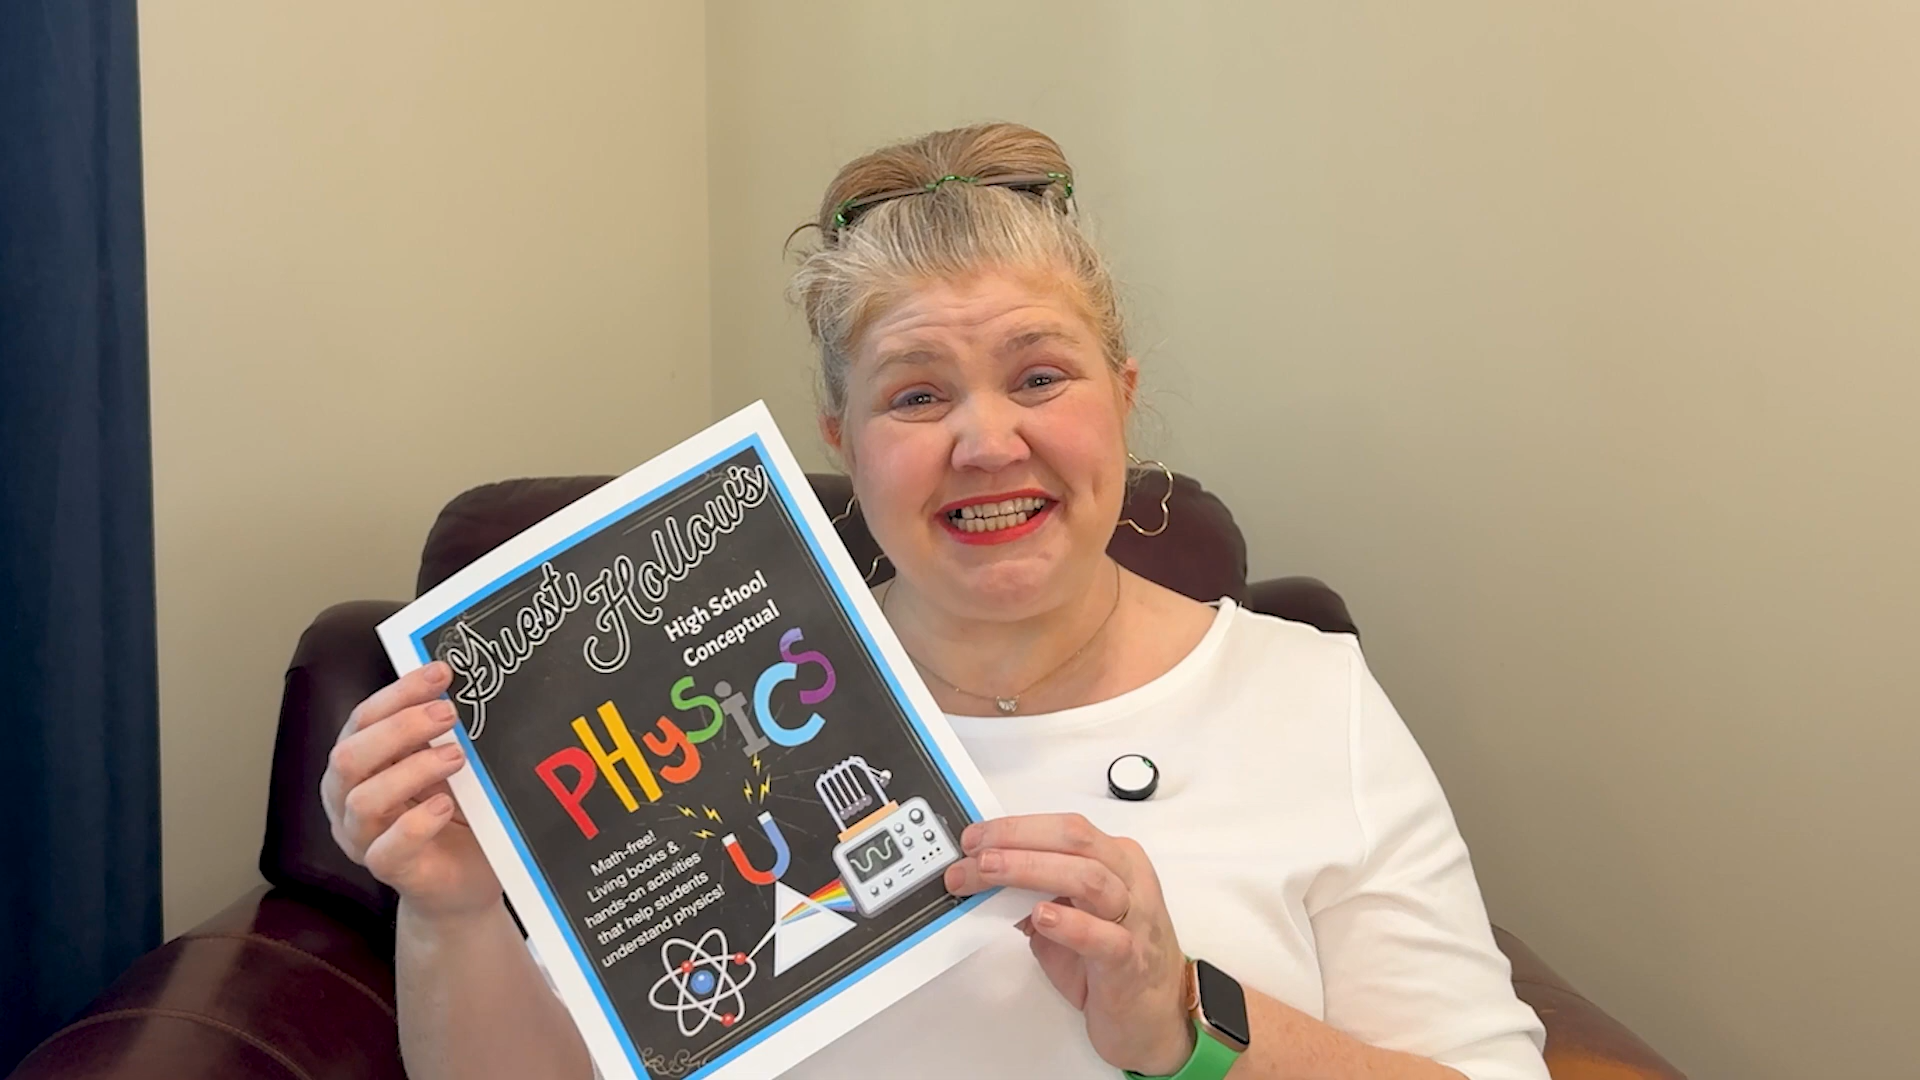 Guest Hollow's
High School
Conceptual
PHysics
Math-free!
Living books &
hands-on activities
that help students
understand physics!